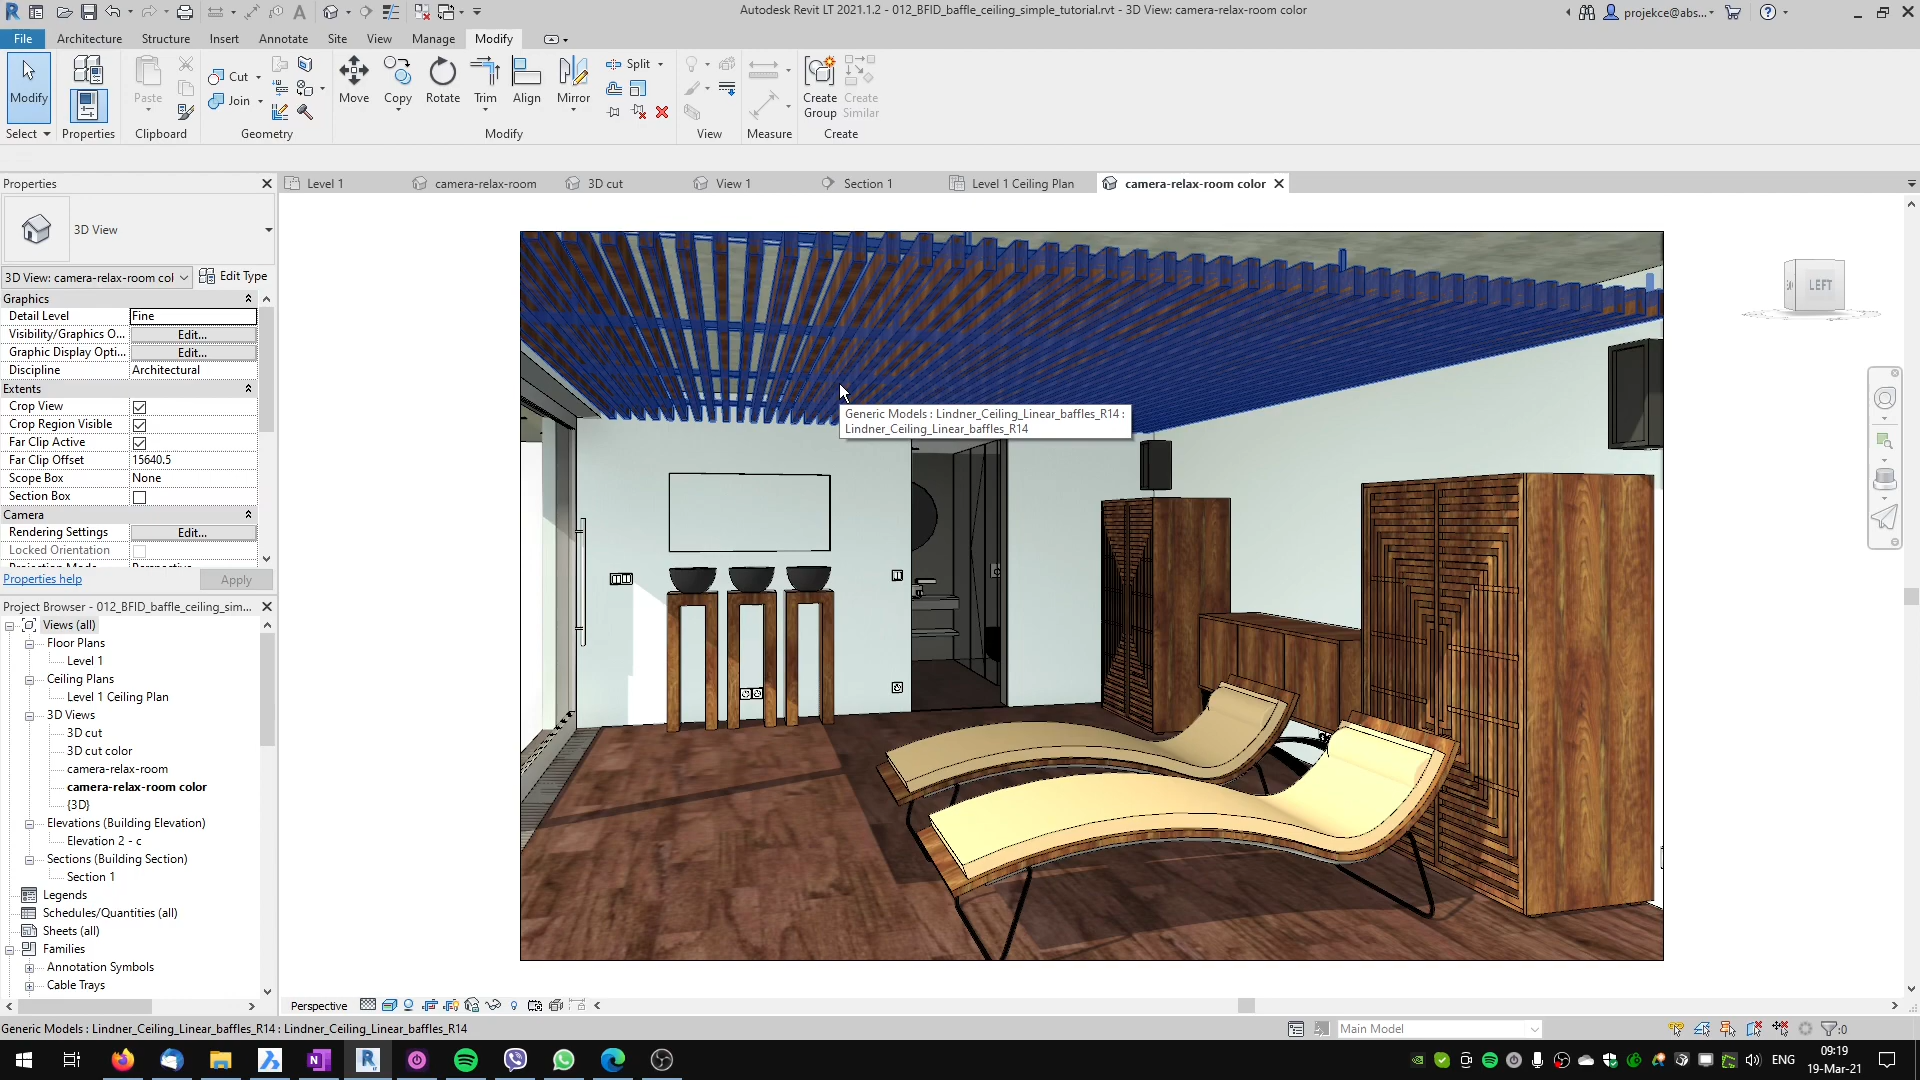 Autodesk Revit LT 2021.1.2 - 012_BFID_baffle_ceiling_simple_tutorial.rvt - 3D View: camera-relax-room color
projekce@abs...
File Architecture Structure Insert Annotate Site View Manage Modify
Modify
Select
Properties
Paste
Clipboard
Cut
Join
Geometry
Move Copy Rotate Trim Align Mirror
Split
Modify
View
Measure
Create Group
Create Similar
Create
Properties
Level 1 camera-relax-room 3D cut View 1 Section 1 Level 1 Ceiling Plan camera-relax-room color
3D View
3D View: camera-relax-room col Edit Type
Graphics
Detail Level Fine
Visibility/Graphics O... Edit...
Graphic Display Opti... Edit...
Discipline Architectural
Extents
Crop View
Crop Region Visible
Far Clip Active
Far Clip Offset 15640.5
Scope Box None
Section Box
Camera
Rendering Settings Edit...
Locked Orientation
Properties help Apply
Project Browser - 012_BFID_baffle_ceiling_sim...
Views (all)
Floor Plans
Level 1
Ceiling Plans
Level 1 Ceiling Plan
3D Views
3D cut
3D cut color
camera-relax-room
camera-relax-room color
{3D}
Elevations (Building Elevation)
Elevation 2 - c
Sections (Building Section)
Section 1
Legends
Schedules/Quantities (all)
Sheets (all)
Families
Annotation Symbols
Cable Trays
LEFT
Generic Models : Lindner_Ceiling_Linear_baffles_R14 :
Lindner_Ceiling_Linear_baffles_R14
Perspective
Generic Models : Lindner_Ceiling_Linear_baffles_R14 : Lindner_Ceiling_Linear_baffles_R14
Main Model
:0
ENG
09:19
19-Mar-21